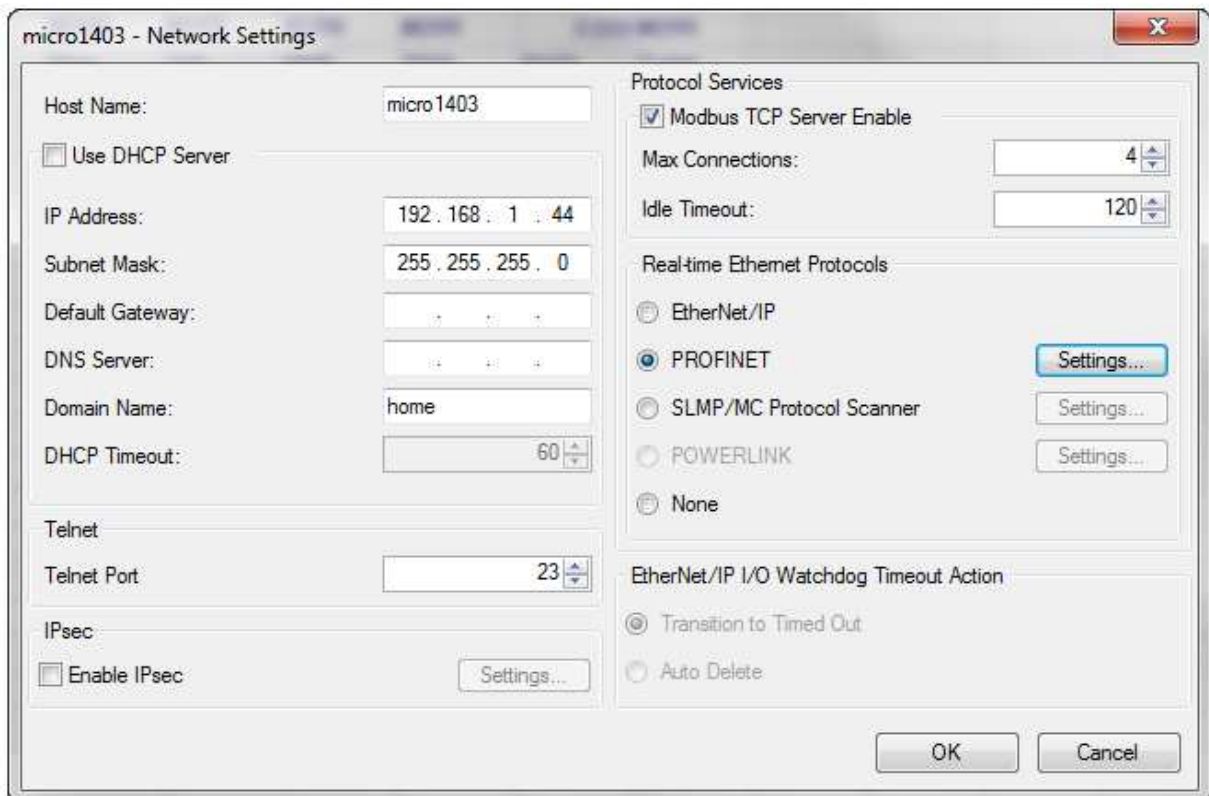 micro1403 - Network Settings
Host Name: micro1403
Use DHCP Server
IP Address: 192 . 168 . 1 . 44
Subnet Mask: 255 . 255 . 255 . 0
Default Gateway: . . .
DNS Server: . . .
Domain Name: home
DHCP Timeout: 60
Telnet
Telnet Port 23
IPsec
Enable IPsec Settings...
Protocol Services
Modbus TCP Server Enable
Max Connections: 4
Idle Timeout: 120
Real-time Ethernet Protocols
EtherNet/IP
PROFINET Settings...
SLMP/MC Protocol Scanner Settings...
POWERLINK Settings...
None
EtherNet/IP I/O Watchdog Timeout Action
Transition to Timed Out
Auto Delete
OK Cancel